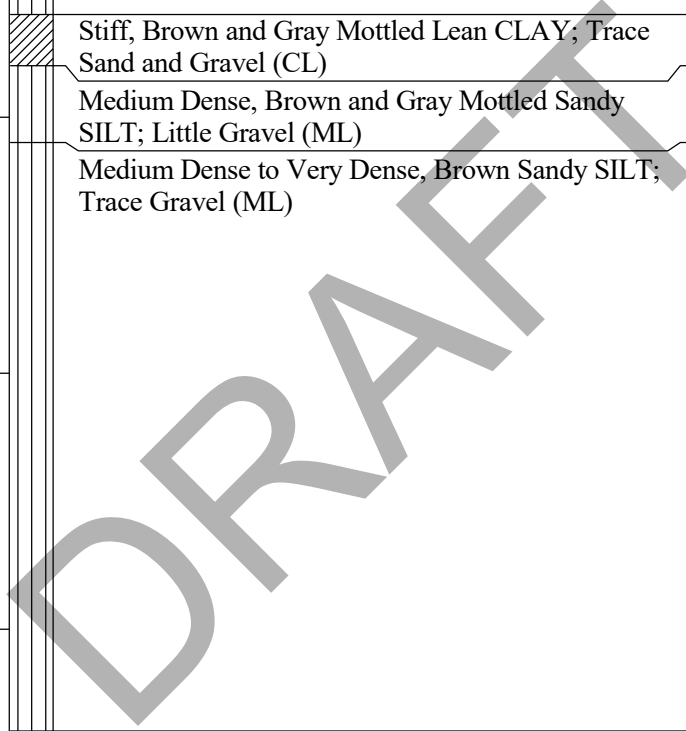 Stiff, Brown and Gray Mottled Lean CLAY; Trace
Sand and Gravel (CL)
Medium Dense, Brown and Gray Mottled Sandy
SILT; Little Gravel (ML)
Medium Dense to Very Dense, Brown Sandy SILT;
Trace Gravel (ML)
DRAFT